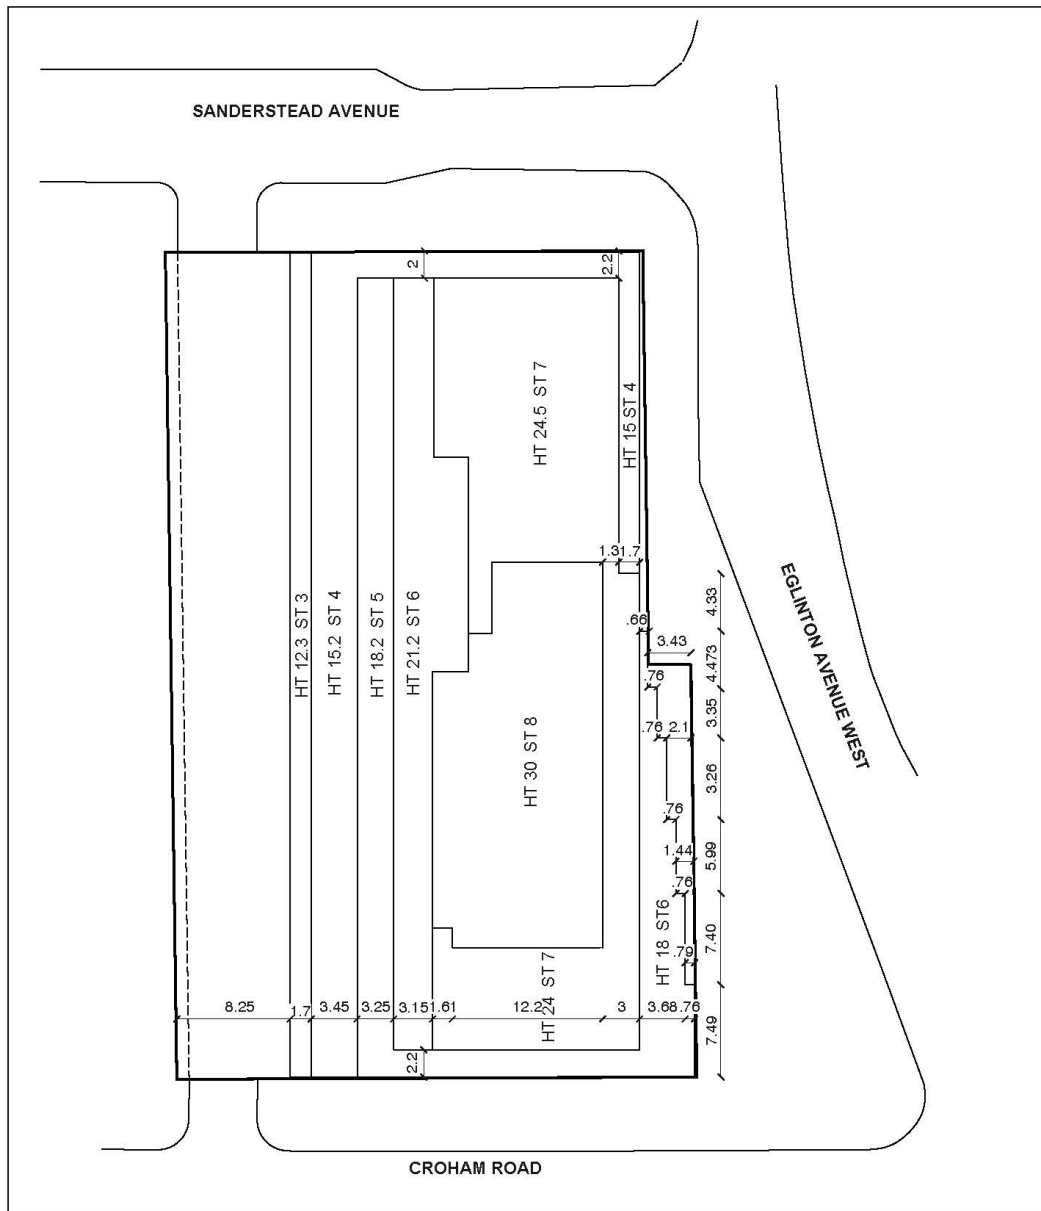 SANDERSTEAD AVENUE
2
2.2
HT 24.5 ST 7
HT 15 ST 4
1.3
1.7
EGLINTON AVENUE WEST
4.33
.66
3.43
4.473
HT 12.3 ST 3
HT 15.2 ST 4
HT 18.2 ST 5
HT 21.2 ST 6
.76
3.35
.76
2.1
HT 30 ST 8
3.26
.76
1.44
5.99
.76
HT 18 ST6
7.40
.79
HT 24 ST 7
8.25
1.7
3.45
3.25
3.15
1.61
12.2
3
3.68
.76
7.49
2.2
CROHAM ROAD